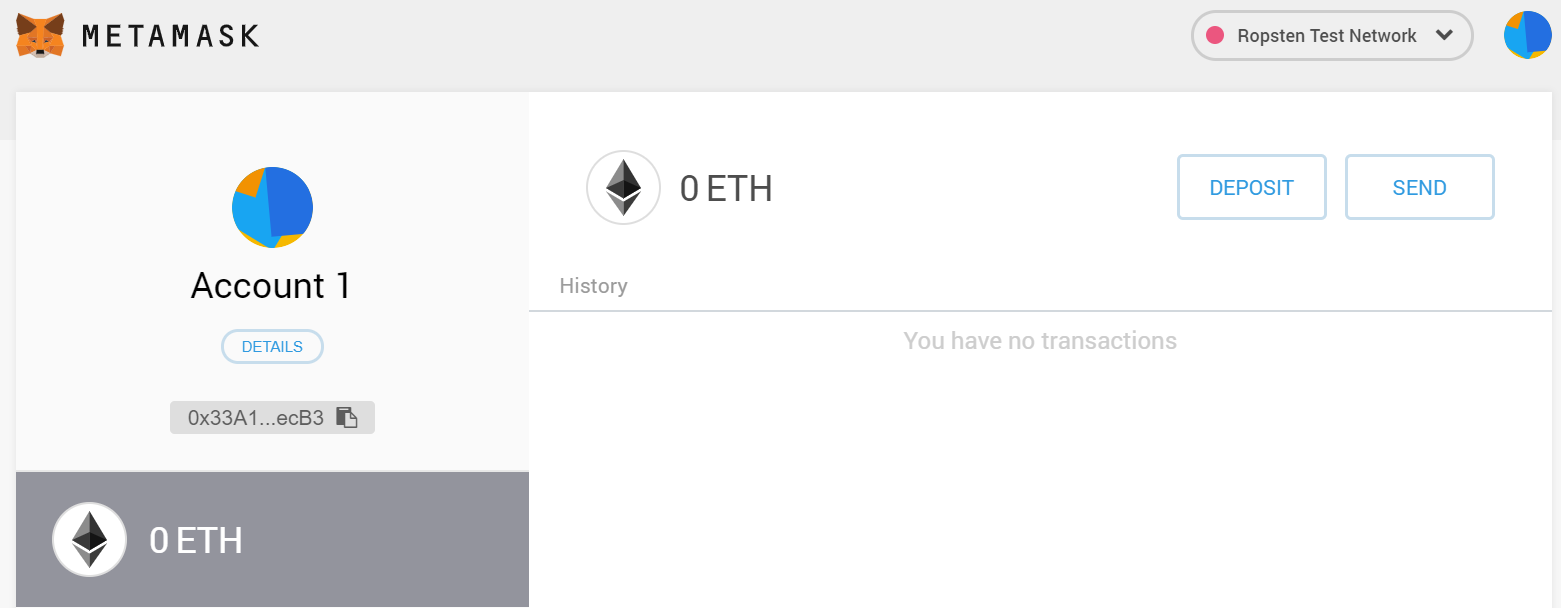 METAMASK
Ropsten Test Network
Account 1
DETAILS
0x33A1...ecB3
0 ETH
0 ETH
DEPOSIT
SEND
History
You have no transactions